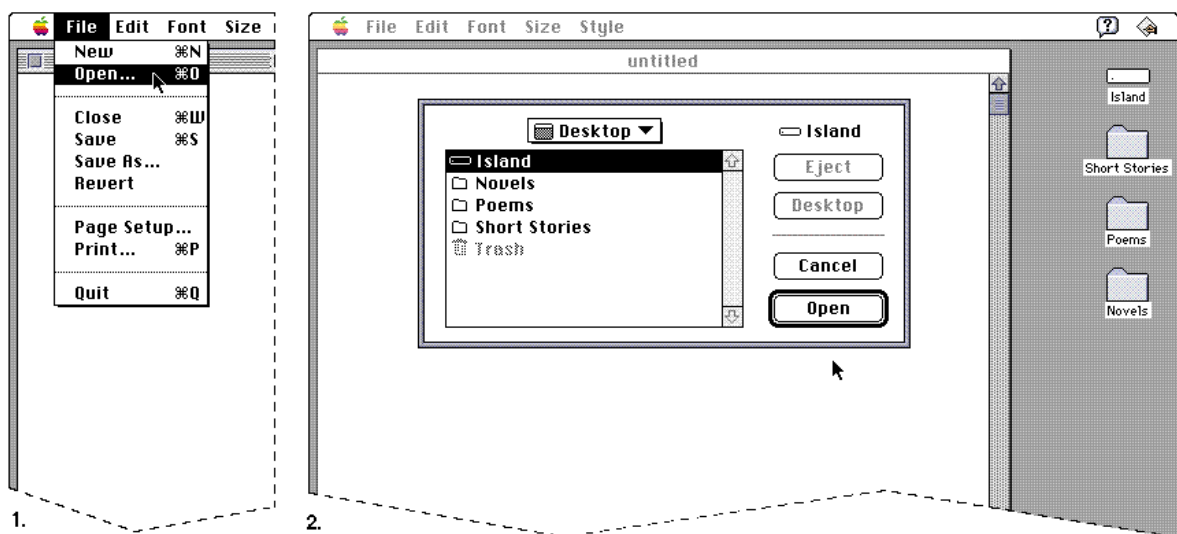 File Edit Font Size
New ⌘N
Open... ⌘O
Close ⌘W
Save ⌘S
Save As...
Revert
Page Setup...
Print... ⌘P
Quit ⌘Q
1.
File Edit Font Size Style
untitled
Desktop
Island
Island
Novels
Poems
Short Stories
Trash
Eject
Desktop
Cancel
Open
Island
Short Stories
Poems
Novels
2.